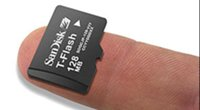 SanDisk
T-Flash
128
MB